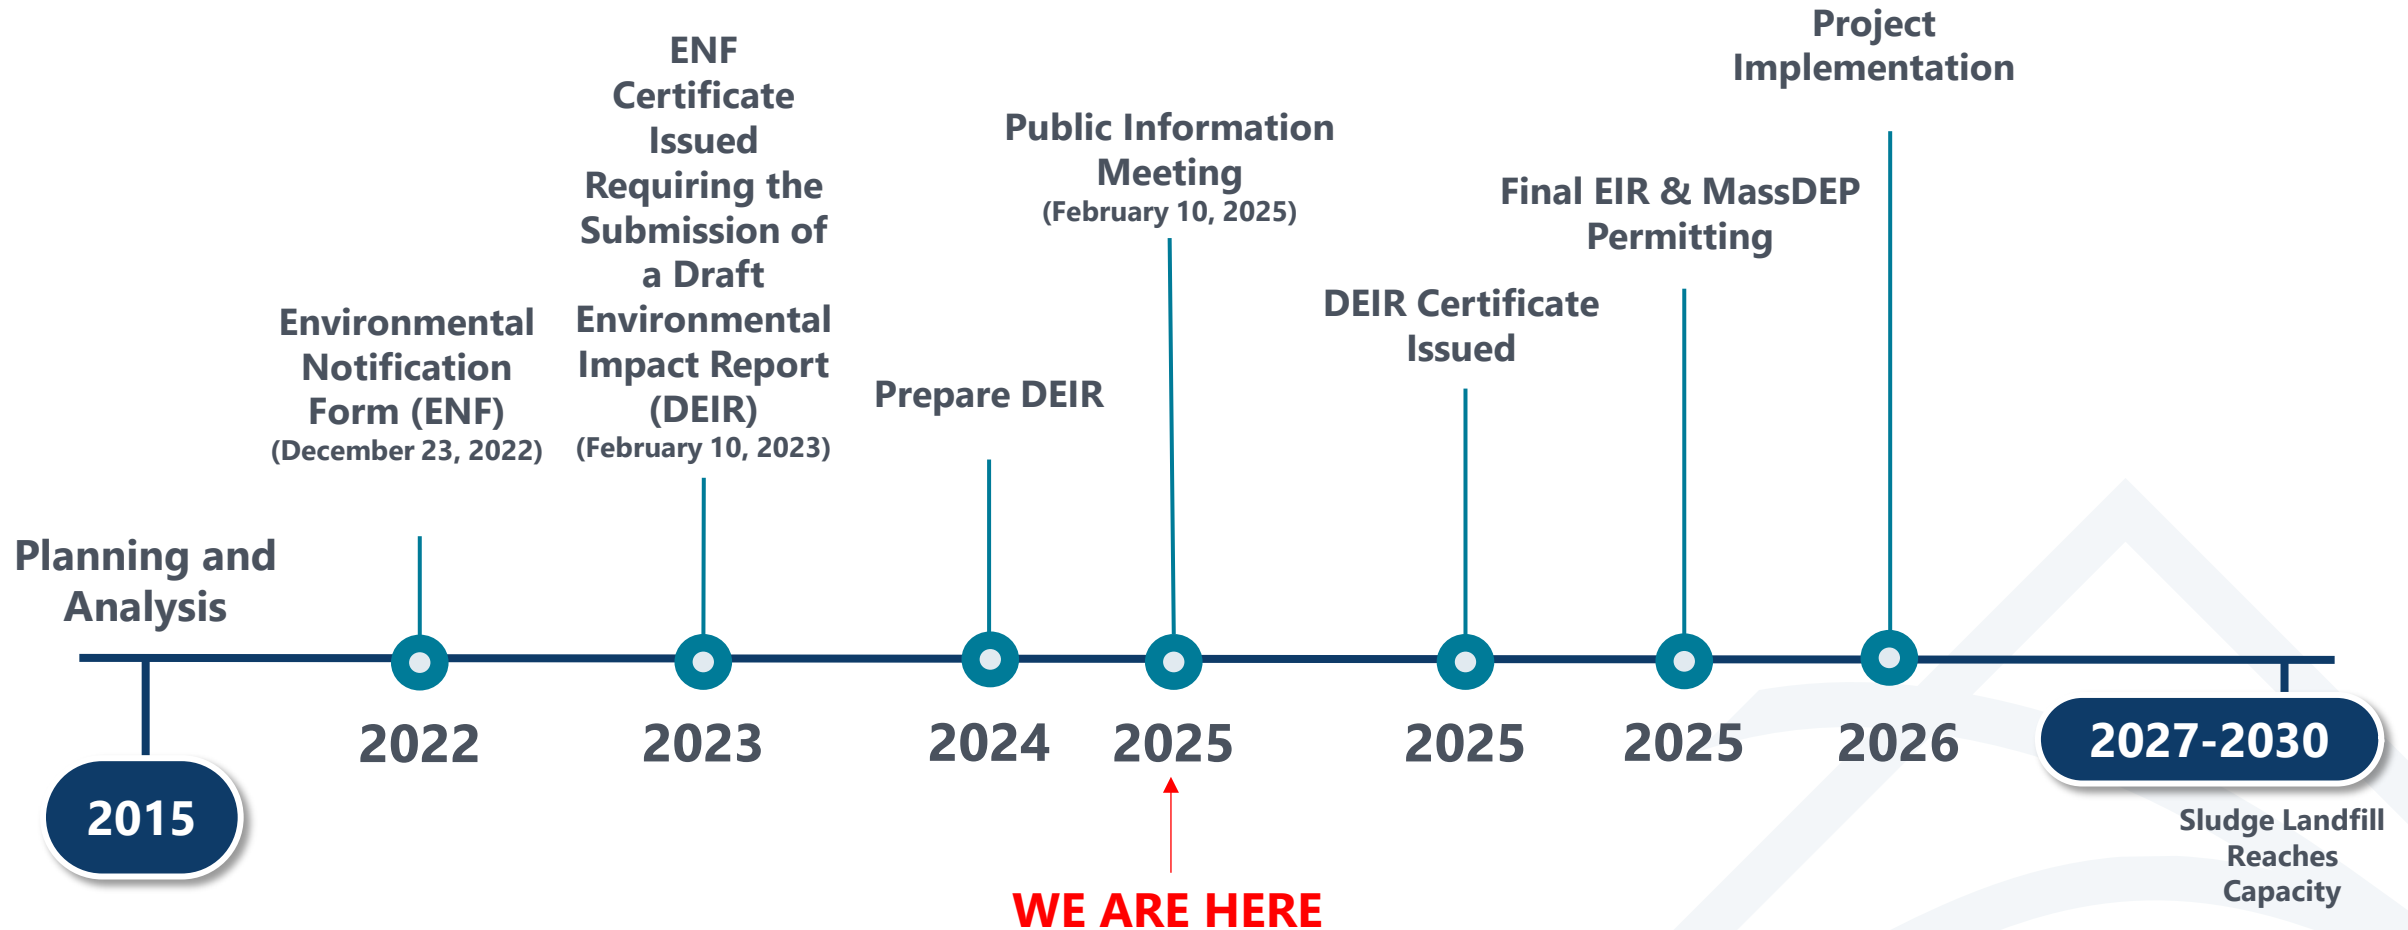 Planning and
Analysis
2015
Environmental
Notification
Form (ENF)
(December 23, 2022)
2022
ENF
Certificate
Issued
Requiring the
Submission of
a Draft
Environmental
Impact Report
(DEIR)
(February 10, 2023)
2023
Prepare DEIR
2024
Public Information
Meeting
(February 10, 2025)
2025
WE ARE HERE
DEIR Certificate
Issued
2025
Final EIR & MassDEP
Permitting
2025
Project
Implementation
2026
2027-2030
Sludge Landfill
Reaches
Capacity